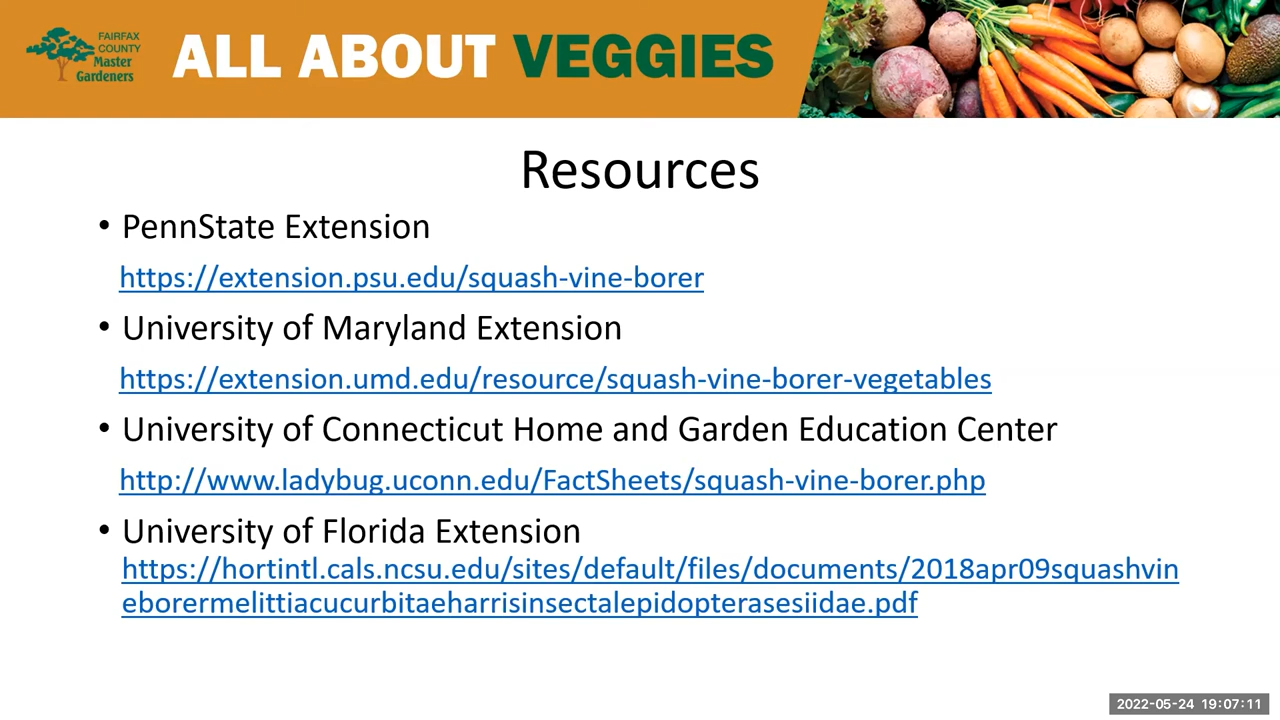 FAIRFAX
COUNTY
Master
Gardeners
ALL ABOUT VEGGIES
Resources
• PennState Extension
https://extension.psu.edu/squash-vine-borer
• University of Maryland Extension
https://extension.umd.edu/resource/squash-vine-borer-vegetables
• University of Connecticut Home and Garden Education Center
http://www.ladybug.uconn.edu/FactSheets/squash-vine-borer.php
• University of Florida Extension
https://hortintl.cals.ncsu.edu/sites/default/files/documents/2018apr09squashvin
eborermelittiacucurbitaeharrisinsectalepidopterasesiidae.pdf
2022-05-24 19:07:11